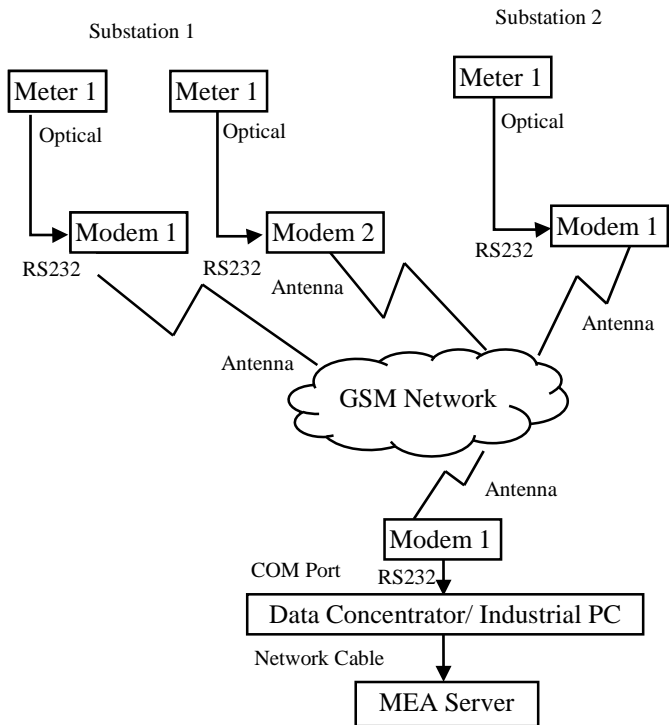 Substation 1
Substation 2
Meter 1
Meter 1
Meter 1
Optical
Optical
Optical
Modem 1
Modem 2
Modem 1
RS232
RS232
RS232
Antenna
Antenna
Antenna
GSM Network
Antenna
Modem 1
COM Port
RS232
Data Concentrator/ Industrial PC
Network Cable
MEA Server